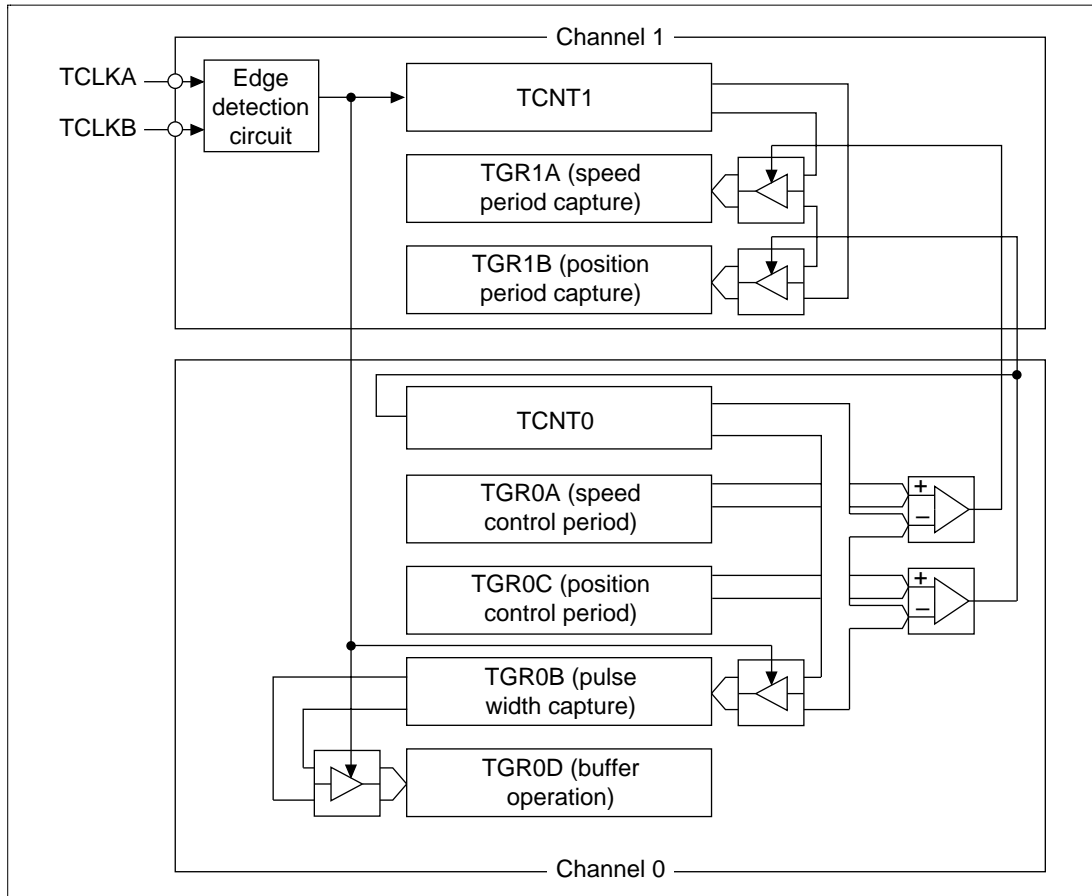 Channel 1
TCLKA
TCLKB
Edge
detection
circuit
TCNT1
TGR1A (speed
period capture)
TGR1B (position
period capture)
TCNT0
TGR0A (speed
control period)
+
−
TGR0C (position
control period)
+
−
TGR0B (pulse
width capture)
TGR0D (buffer
operation)
Channel 0